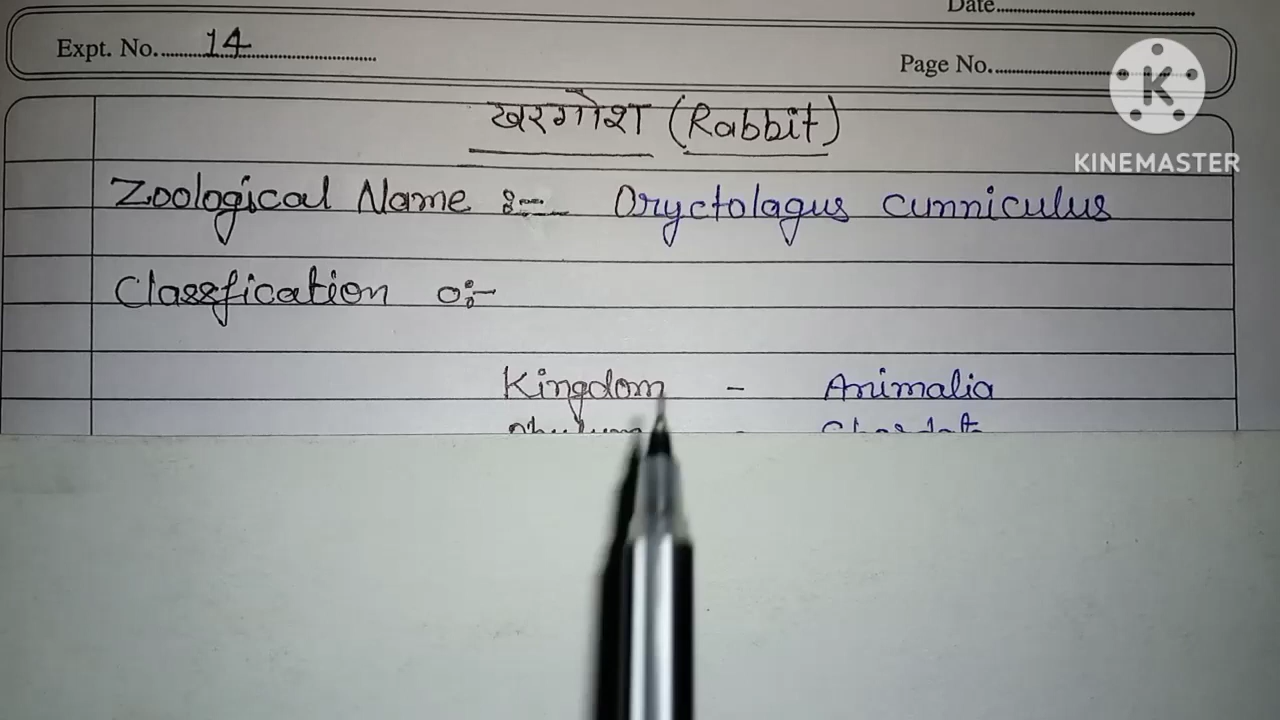 Date
Expt. No. 14
Page No.
K
KINEMASTER
खरगोश (Rabbit)
Zoological Name :- Oryctolagus cunniculus
Classfication :-
Kingdom - Animalia